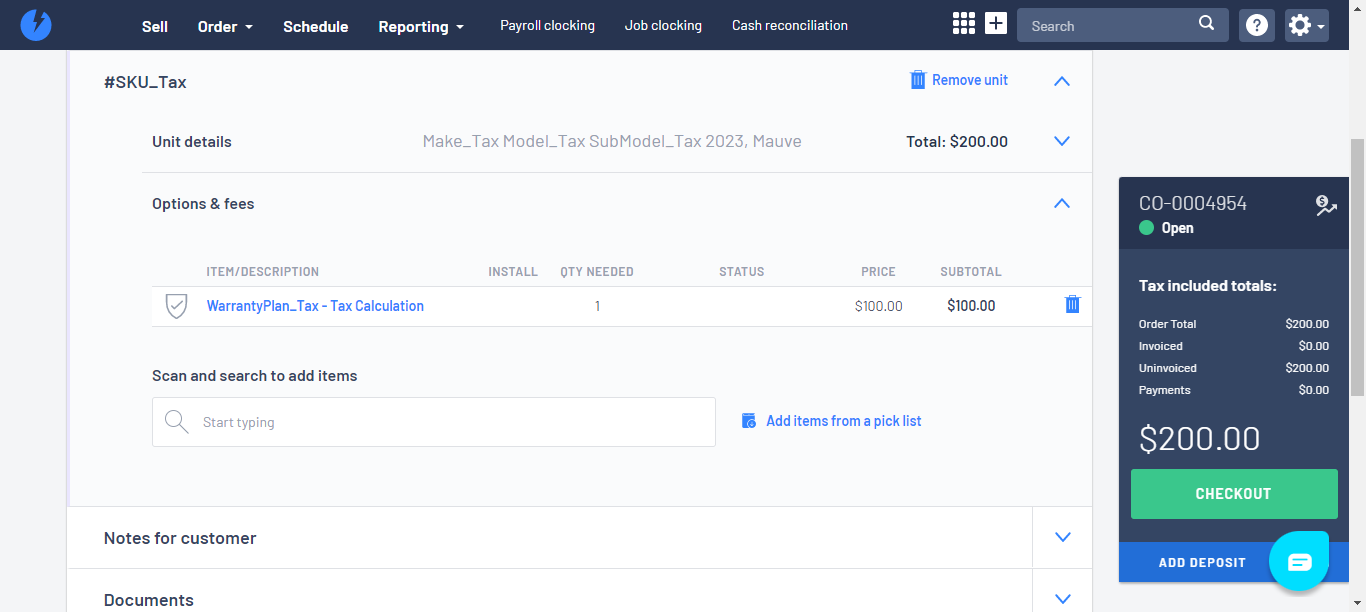 Sell
Order
Schedule
Reporting
Payroll clocking
Job clocking
Cash reconciliation
Search
#SKU_Tax
Remove unit
Unit details
Make_Tax Model_Tax SubModel_Tax 2023, Mauve
Total: $200.00
Options & fees
ITEM/DESCRIPTION INSTALL QTY NEEDED STATUS PRICE SUBTOTAL
WarrantyPlan_Tax - Tax Calculation 1 $100.00 $100.00
Scan and search to add items
Start typing
Add items from a pick list
Notes for customer
Documents
CO-0004954
Open
Tax included totals:
Order Total $200.00
Invoiced $0.00
Uninvoiced $200.00
Payments $0.00
$200.00
CHECKOUT
ADD DEPOSIT